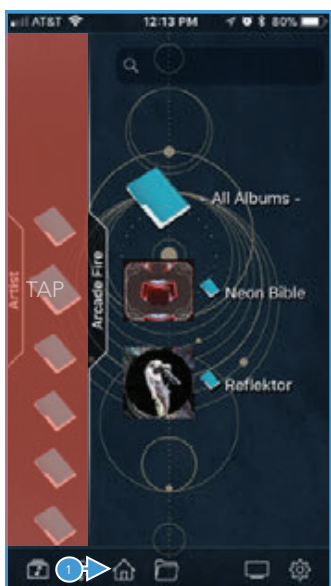 AT&T 12:13 PM 80%
- All Albums -
Artist
TAP
Arcade Fire
Neon Bible
Reflektor
1